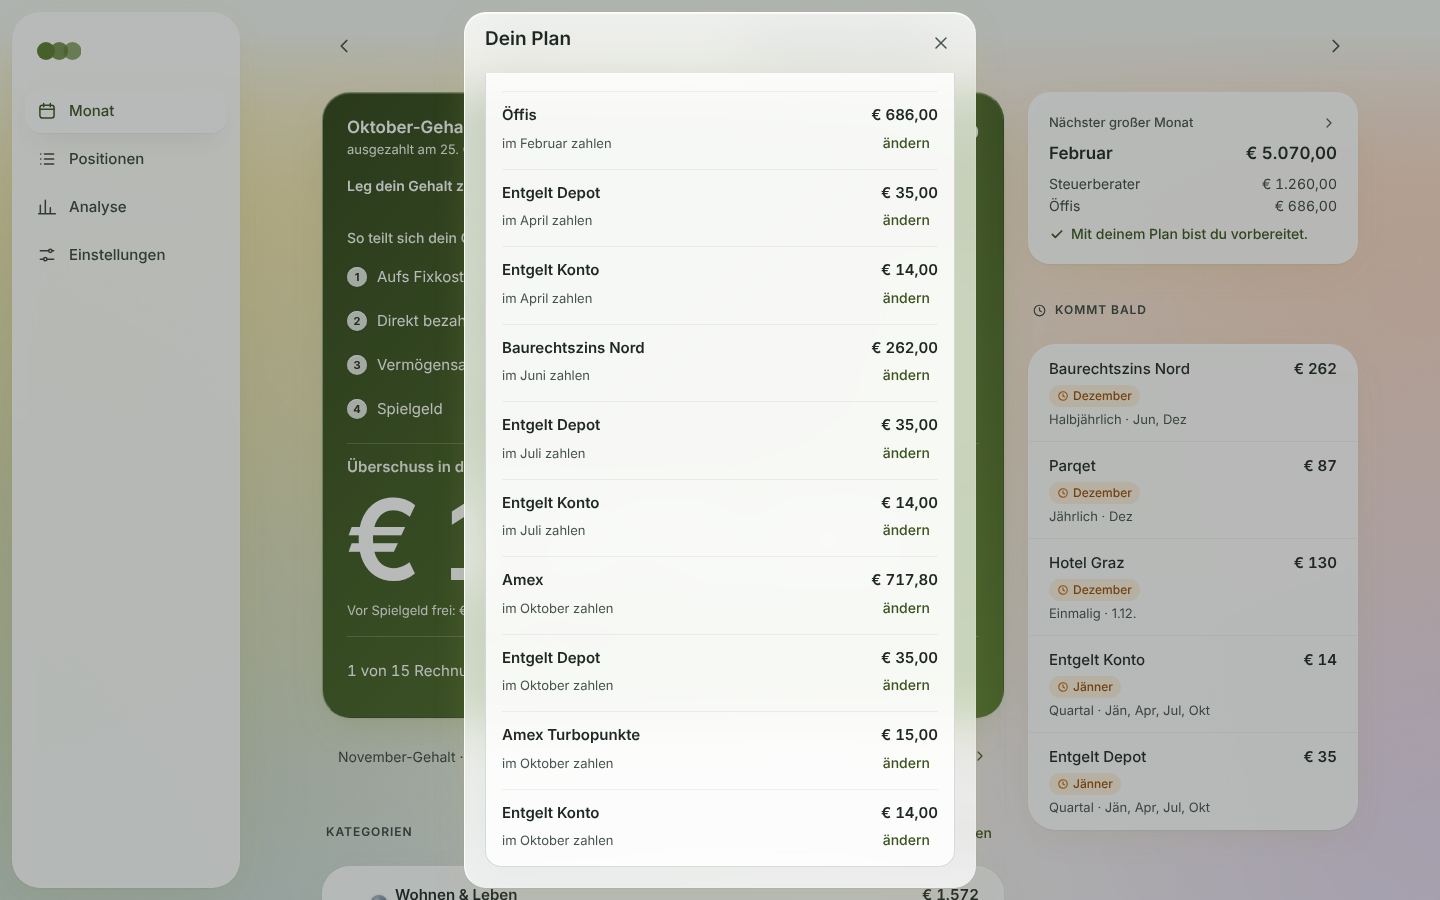 Monat
Positionen
Analyse
Einstellungen
Oktober-Geha
ausgezahlt am 25.
Leg dein Gehalt z
So teilt sich dein
1 Aufs Fixkost
2 Direkt bezah
3 Vermögensa
4 Spielgeld
Überschuss in d
€ 1
Vor Spielgeld frei: €
1 von 15 Rechnu
November-Gehalt ·
KATEGORIEN
en
Wohnen & Leben € 1.572
Dein Plan
Öffis € 686,00
im Februar zahlen ändern
Entgelt Depot € 35,00
im April zahlen ändern
Entgelt Konto € 14,00
im April zahlen ändern
Baurechtszins Nord € 262,00
im Juni zahlen ändern
Entgelt Depot € 35,00
im Juli zahlen ändern
Entgelt Konto € 14,00
im Juli zahlen ändern
Amex € 717,80
im Oktober zahlen ändern
Entgelt Depot € 35,00
im Oktober zahlen ändern
Amex Turbopunkte € 15,00
im Oktober zahlen ändern
Entgelt Konto € 14,00
im Oktober zahlen ändern
Nächster großer Monat
Februar € 5.070,00
Steuerberater € 1.260,00
Öffis € 686,00
Mit deinem Plan bist du vorbereitet.
KOMMT BALD
Baurechtszins Nord € 262
Dezember
Halbjährlich · Jun, Dez
Parqet € 87
Dezember
Jährlich · Dez
Hotel Graz € 130
Dezember
Einmalig · 1.12.
Entgelt Konto € 14
Jänner
Quartal · Jän, Apr, Jul, Okt
Entgelt Depot € 35
Jänner
Quartal · Jän, Apr, Jul, Okt